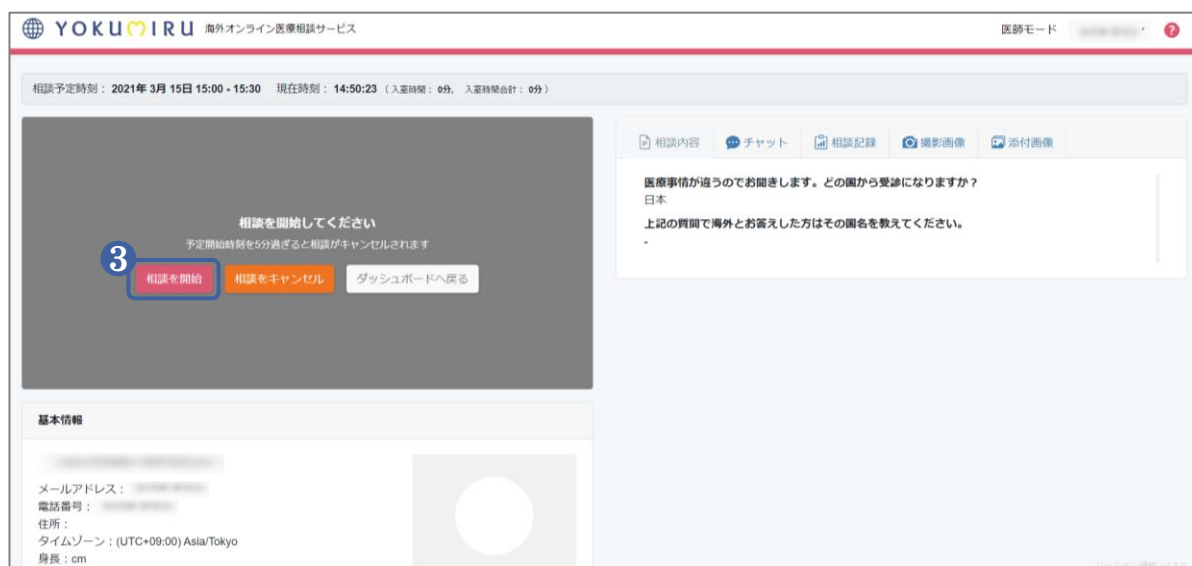 YOKUMIRU 海外オンライン医療相談サービス
医師モード
相談予定時刻： 2021年 3月 15日 15:00 - 15:30 現在時刻： 14:50:23 （入室時間： 0分, 入室時間合計： 0分）
相談を開始してください
予定開始時刻を5分過ぎると相談がキャンセルされます
3
相談を開始 相談をキャンセル ダッシュボードへ戻る
相談内容 チャット 相談記録 撮影画像 添付画像
医療事情が違うのでお聞きします。どの国から受診になりますか？
日本
上記の質問で海外とお答えした方はその国名を教えてください。
-
基本情報
メールアドレス：
電話番号：
住所：
タイムゾーン：(UTC+09:00) Asia/Tokyo
身長：cm